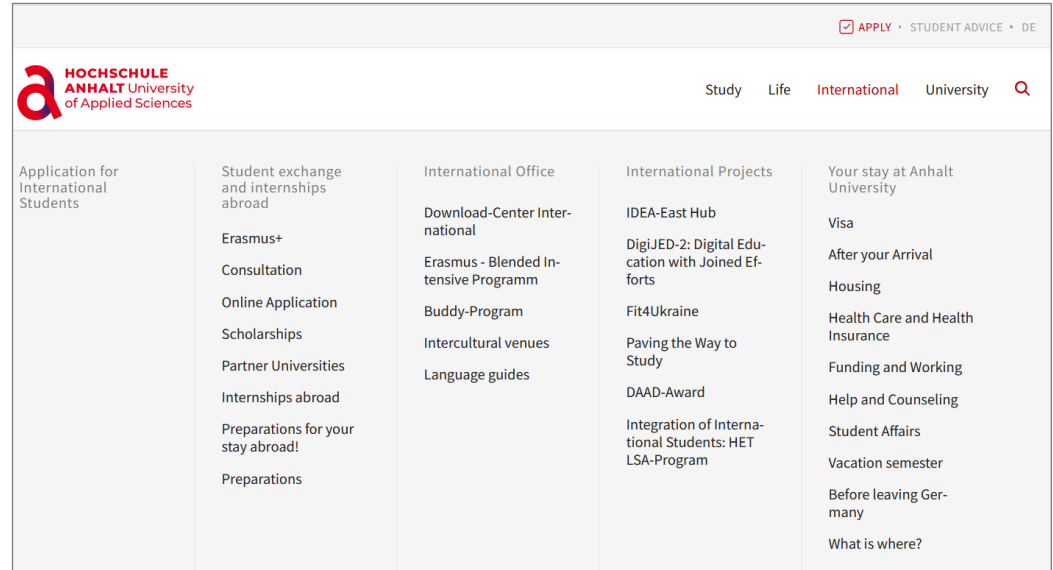 APPLY • STUDENT ADVICE • DE
HOCHSCHULE
ANHALT University
of Applied Sciences
Study Life International University
Application for
International
Students
Student exchange
and internships
abroad
Erasmus+
Consultation
Online Application
Scholarships
Partner Universities
Internships abroad
Preparations for your
stay abroad!
Preparations
International Office
Download-Center Inter-
national
Erasmus - Blended In-
tensive Programm
Buddy-Program
Intercultural venues
Language guides
International Projects
IDEA-East Hub
DigiJED-2: Digital Edu-
cation with Joined Ef-
forts
Fit4Ukraine
Paving the Way to
Study
DAAD-Award
Integration of Interna-
tional Students: HET
LSA-Program
Your stay at Anhalt
University
Visa
After your Arrival
Housing
Health Care and Health
Insurance
Funding and Working
Help and Counseling
Student Affairs
Vacation semester
Before leaving Ger-
many
What is where?